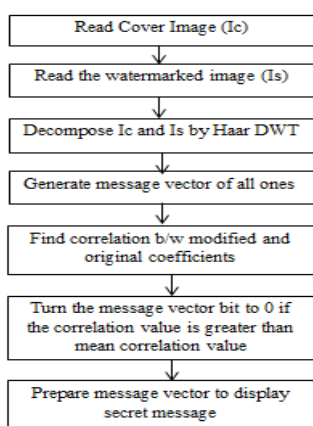 Read Cover Image (Ic)
Read the watermarked image (Is)
Decompose Ic and Is by Haar DWT
Generate message vector of all ones
Find correlation b/w modified and
original coefficients
Turn the message vector bit to 0 if
the correlation value is greater than
mean correlation value
Prepare message vector to display
secret message